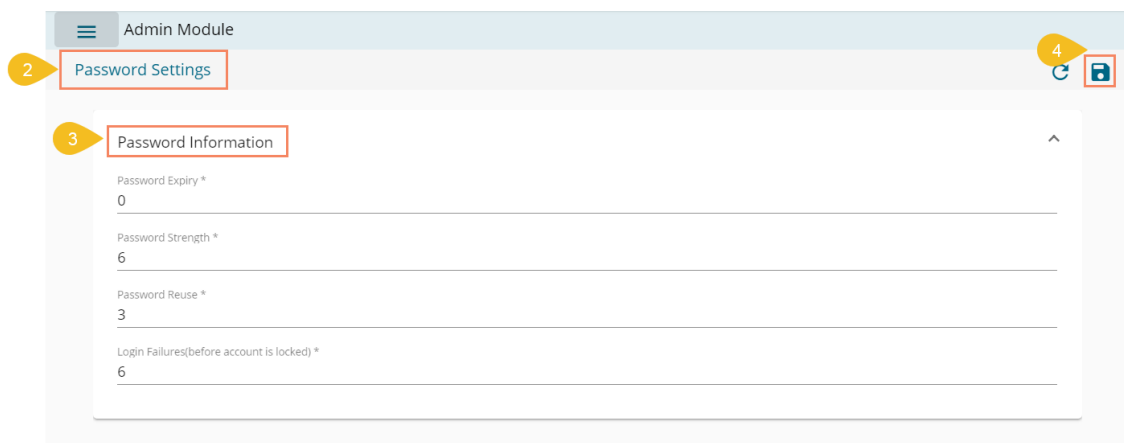 Admin Module
4
2
Password Settings
3
Password Information
Password Expiry *
0
Password Strength *
6
Password Reuse *
3
Login Failures(before account is locked) *
6